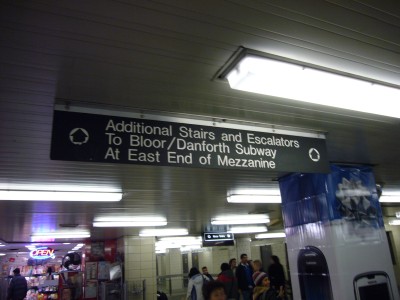 Additional Stairs and Escalators
To Bloor/Danforth Subway
At East End of Mezzanine
OPEN